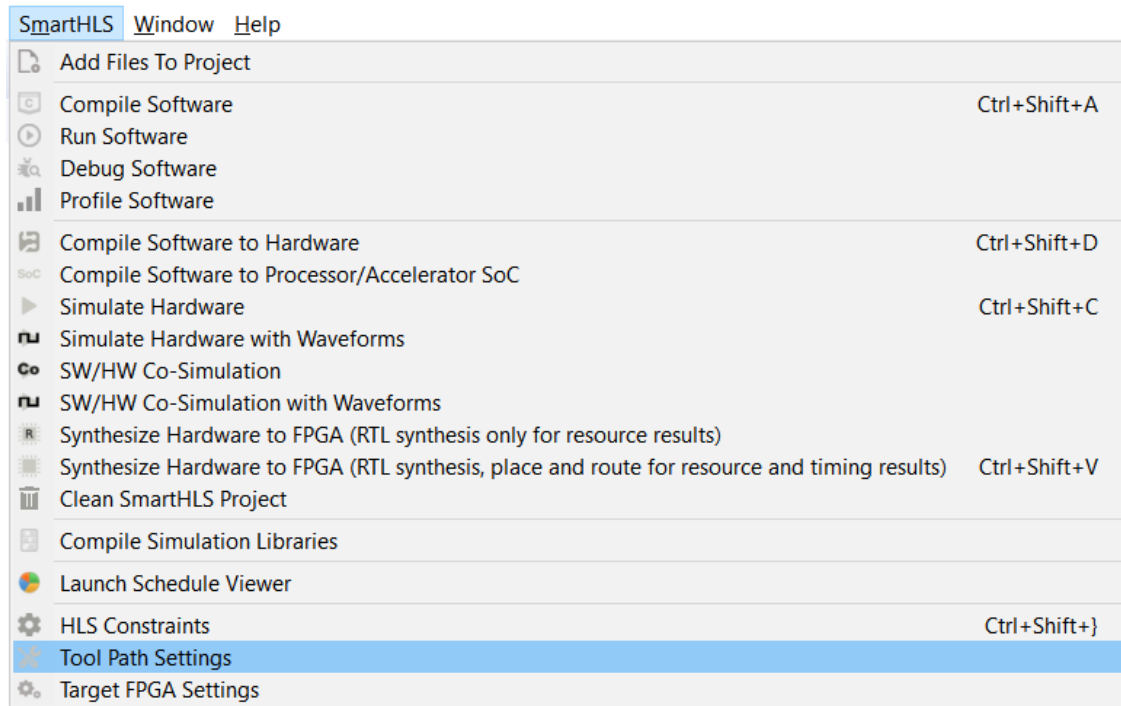 SmartHLS Window Help
Add Files To Project
C Compile Software Ctrl+Shift+A
Run Software
Debug Software
Profile Software
Compile Software to Hardware Ctrl+Shift+D
SoC Compile Software to Processor/Accelerator SoC
Simulate Hardware Ctrl+Shift+C
Simulate Hardware with Waveforms
Co SW/HW Co-Simulation
SW/HW Co-Simulation with Waveforms
R Synthesize Hardware to FPGA (RTL synthesis only for resource results)
Synthesize Hardware to FPGA (RTL synthesis, place and route for resource and timing results) Ctrl+Shift+V
Clean SmartHLS Project
Compile Simulation Libraries
Launch Schedule Viewer
HLS Constraints Ctrl+Shift+}
Tool Path Settings
Target FPGA Settings